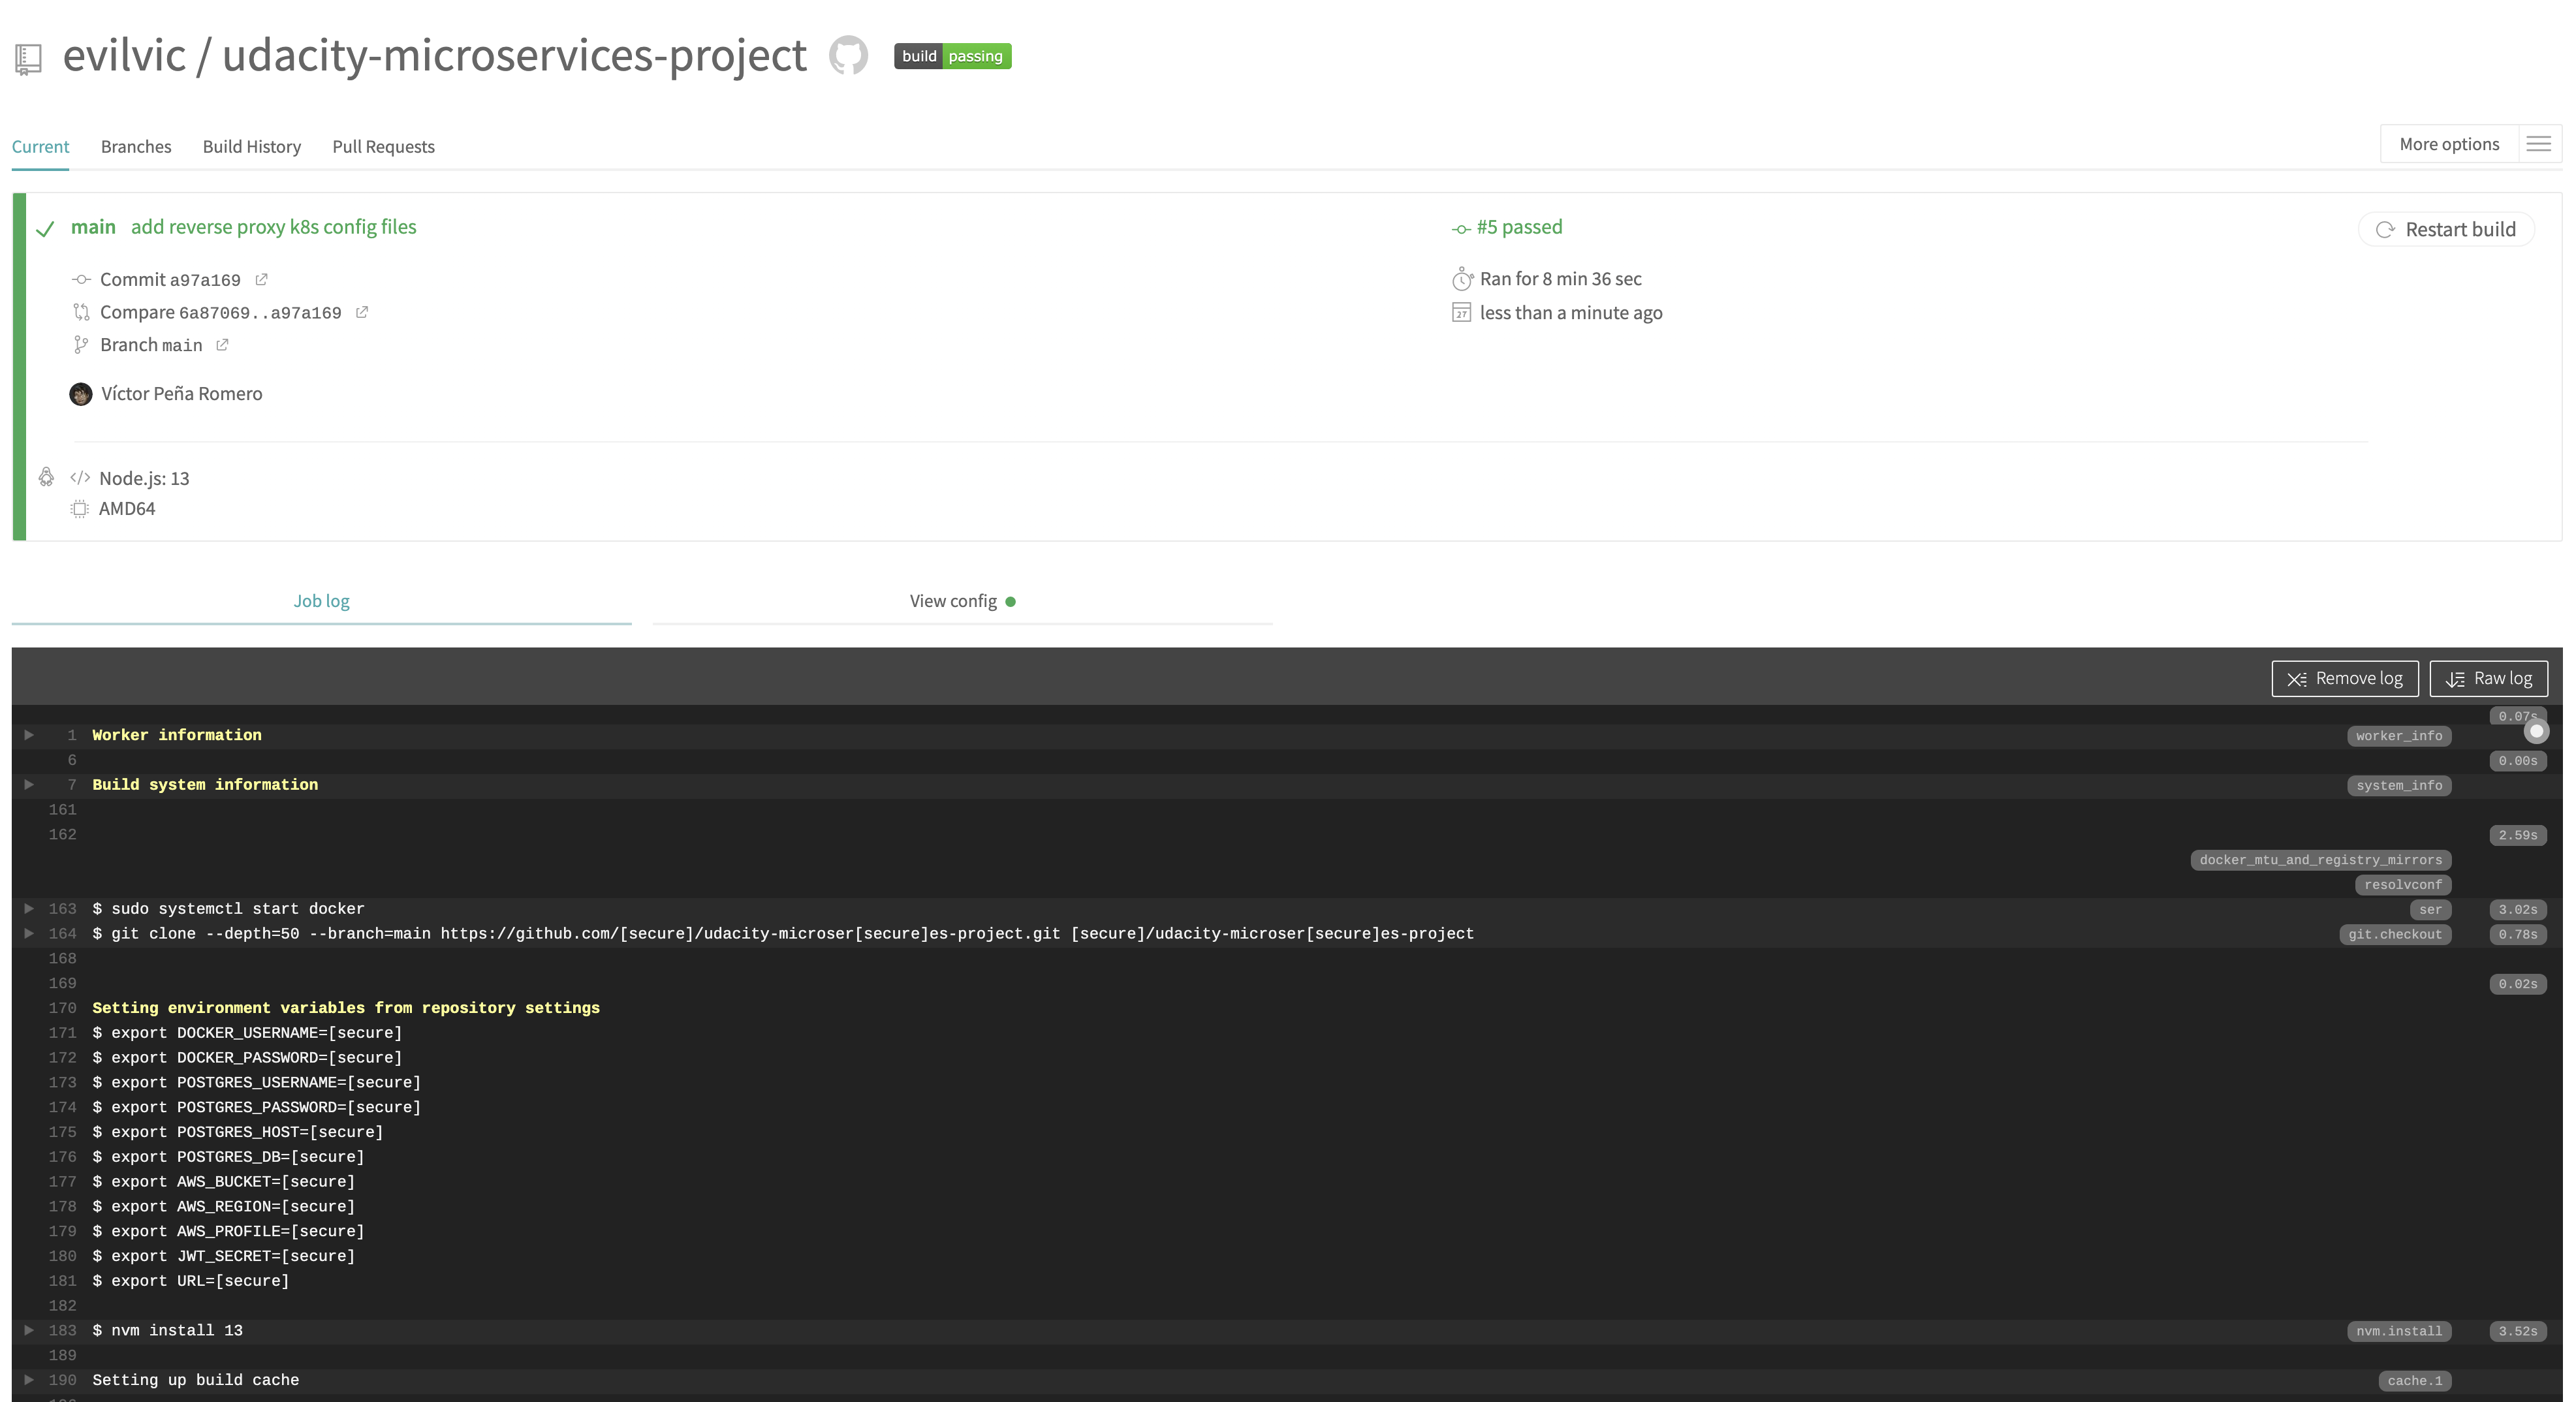 evilvic / udacity-microservices-project build passing
Current Branches Build History Pull Requests More options
main add reverse proxy k8s config files
#5 passed
Restart build
Commit a97a169
Ran for 8 min 36 sec
Compare 6a87069..a97a169
less than a minute ago
Branch main
Víctor Peña Romero
Node.js: 13
AMD64
Job log View config
Remove log Raw log
0.07s
1 Worker information worker_info
6
0.00s
7 Build system information system_info
161
162 2.59s
docker_mtu_and_registry_mirrors
resolvconf
163 $ sudo systemctl start docker ser 3.02s
164 $ git clone --depth=50 --branch=main https://github.com/[secure]/udacity-microser[secure]es-project.git [secure]/udacity-microser[secure]es-project git.checkout 0.78s
168
169 0.02s
170 Setting environment variables from repository settings
171 $ export DOCKER_USERNAME=[secure]
172 $ export DOCKER_PASSWORD=[secure]
173 $ export POSTGRES_USERNAME=[secure]
174 $ export POSTGRES_PASSWORD=[secure]
175 $ export POSTGRES_HOST=[secure]
176 $ export POSTGRES_DB=[secure]
177 $ export AWS_BUCKET=[secure]
178 $ export AWS_REGION=[secure]
179 $ export AWS_PROFILE=[secure]
180 $ export JWT_SECRET=[secure]
181 $ export URL=[secure]
182
183 $ nvm install 13 nvm.install 3.52s
189
190 Setting up build cache cache.1